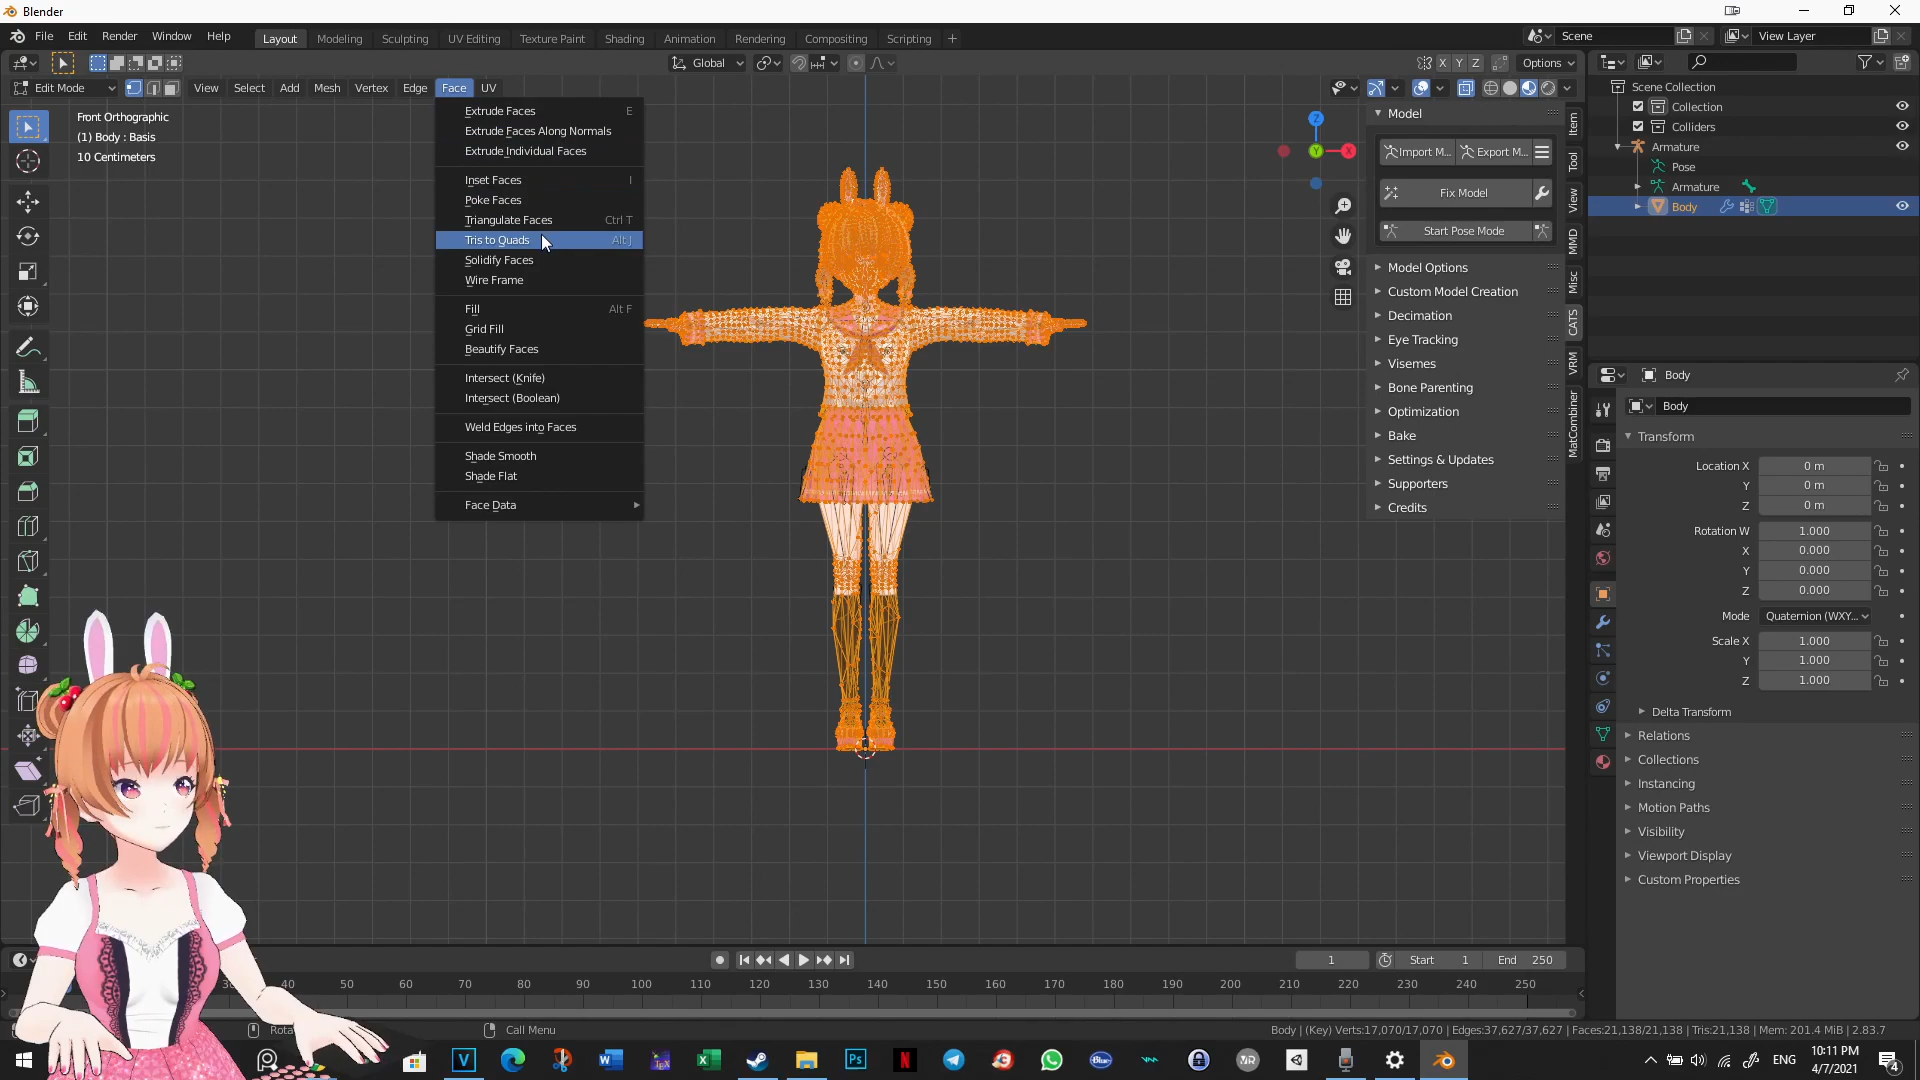 Blender
File Edit Render Window Help
Layout Modeling Sculpting UV Editing Texture Paint Shading Animation Rendering Compositing Scripting +
Scene
View Layer
Global
X Y Z
Options
Edit Mode
View Select Add Mesh Vertex Edge Face UV
Front Orthographic
(1) Body : Basis
10 Centimeters
Extrude Faces E
Extrude Faces Along Normals
Extrude Individual Faces
Inset Faces I
Poke Faces
Triangulate Faces Ctrl T
Tris to Quads Alt J
Solidify Faces
Wire Frame
Fill Alt F
Grid Fill
Beautify Faces
Intersect (Knife)
Intersect (Boolean)
Weld Edges into Faces
Shade Smooth
Shade Flat
Face Data
Z
Y
X
Model
Import M...
Export M...
Fix Model
Start Pose Mode
Model Options
Custom Model Creation
Decimation
Eye Tracking
Visemes
Bone Parenting
Optimization
Bake
Settings & Updates
Supporters
Credits
Item
Tool
View
MMD
Misc
CATS
VRM
MatCombiner
Scene Collection
Collection
Colliders
Armature
Pose
Armature
Body
Body
Body
Transform
Location X 0 m
Y 0 m
Z 0 m
Rotation W 1.000
X 0.000
Y 0.000
Z 0.000
Mode Quaternion (WXY...
Scale X 1.000
Y 1.000
Z 1.000
Delta Transform
Relations
Collections
Instancing
Motion Paths
Visibility
Viewport Display
Custom Properties
1
Start 1
End 250
40 50 60 70 80 90 100 110 120 130 140 150 160 170 180 190 200 210 220 230 240 250
Call Menu
Body | (Key) Verts:17,070/17,070 | Edges:37,627/37,627 | Faces:21,138/21,138 | Tris:21,138 | Mem: 201.4 MiB | 2.83.7
ENG
10:11 PM
4/7/2021
4